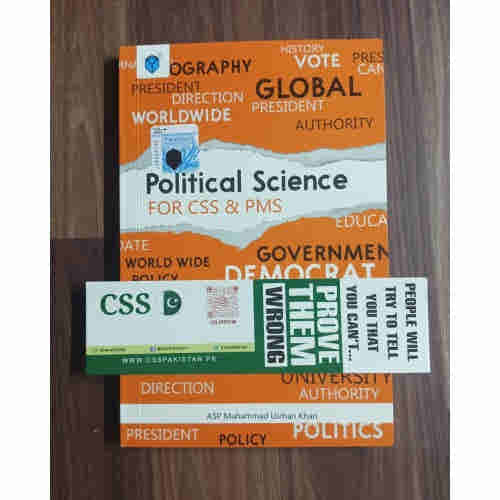 HISTORY
OGRAPHY VOTE PRES
PRESIDENT GLOBAL CAN
DIRECTION PRESIDENT
WORLDWIDE
AUTHORITY
Political Science
FOR CSS & PMS
EDUCA
DATE
WORLD WIDE GOVERNMEN
POLICY DEMOCRAT
CSS
WWW.CSSPAKISTAN.PK
PROVE
THEM
WRONG
PEOPLE WILL
TRY TO TELL
YOU THAT
YOU CAN'T...
UNIVERSITY
DIRECTION AUTHORITY
ASP Muhammad Usman Khan
PRESIDENT POLICY POLITICS